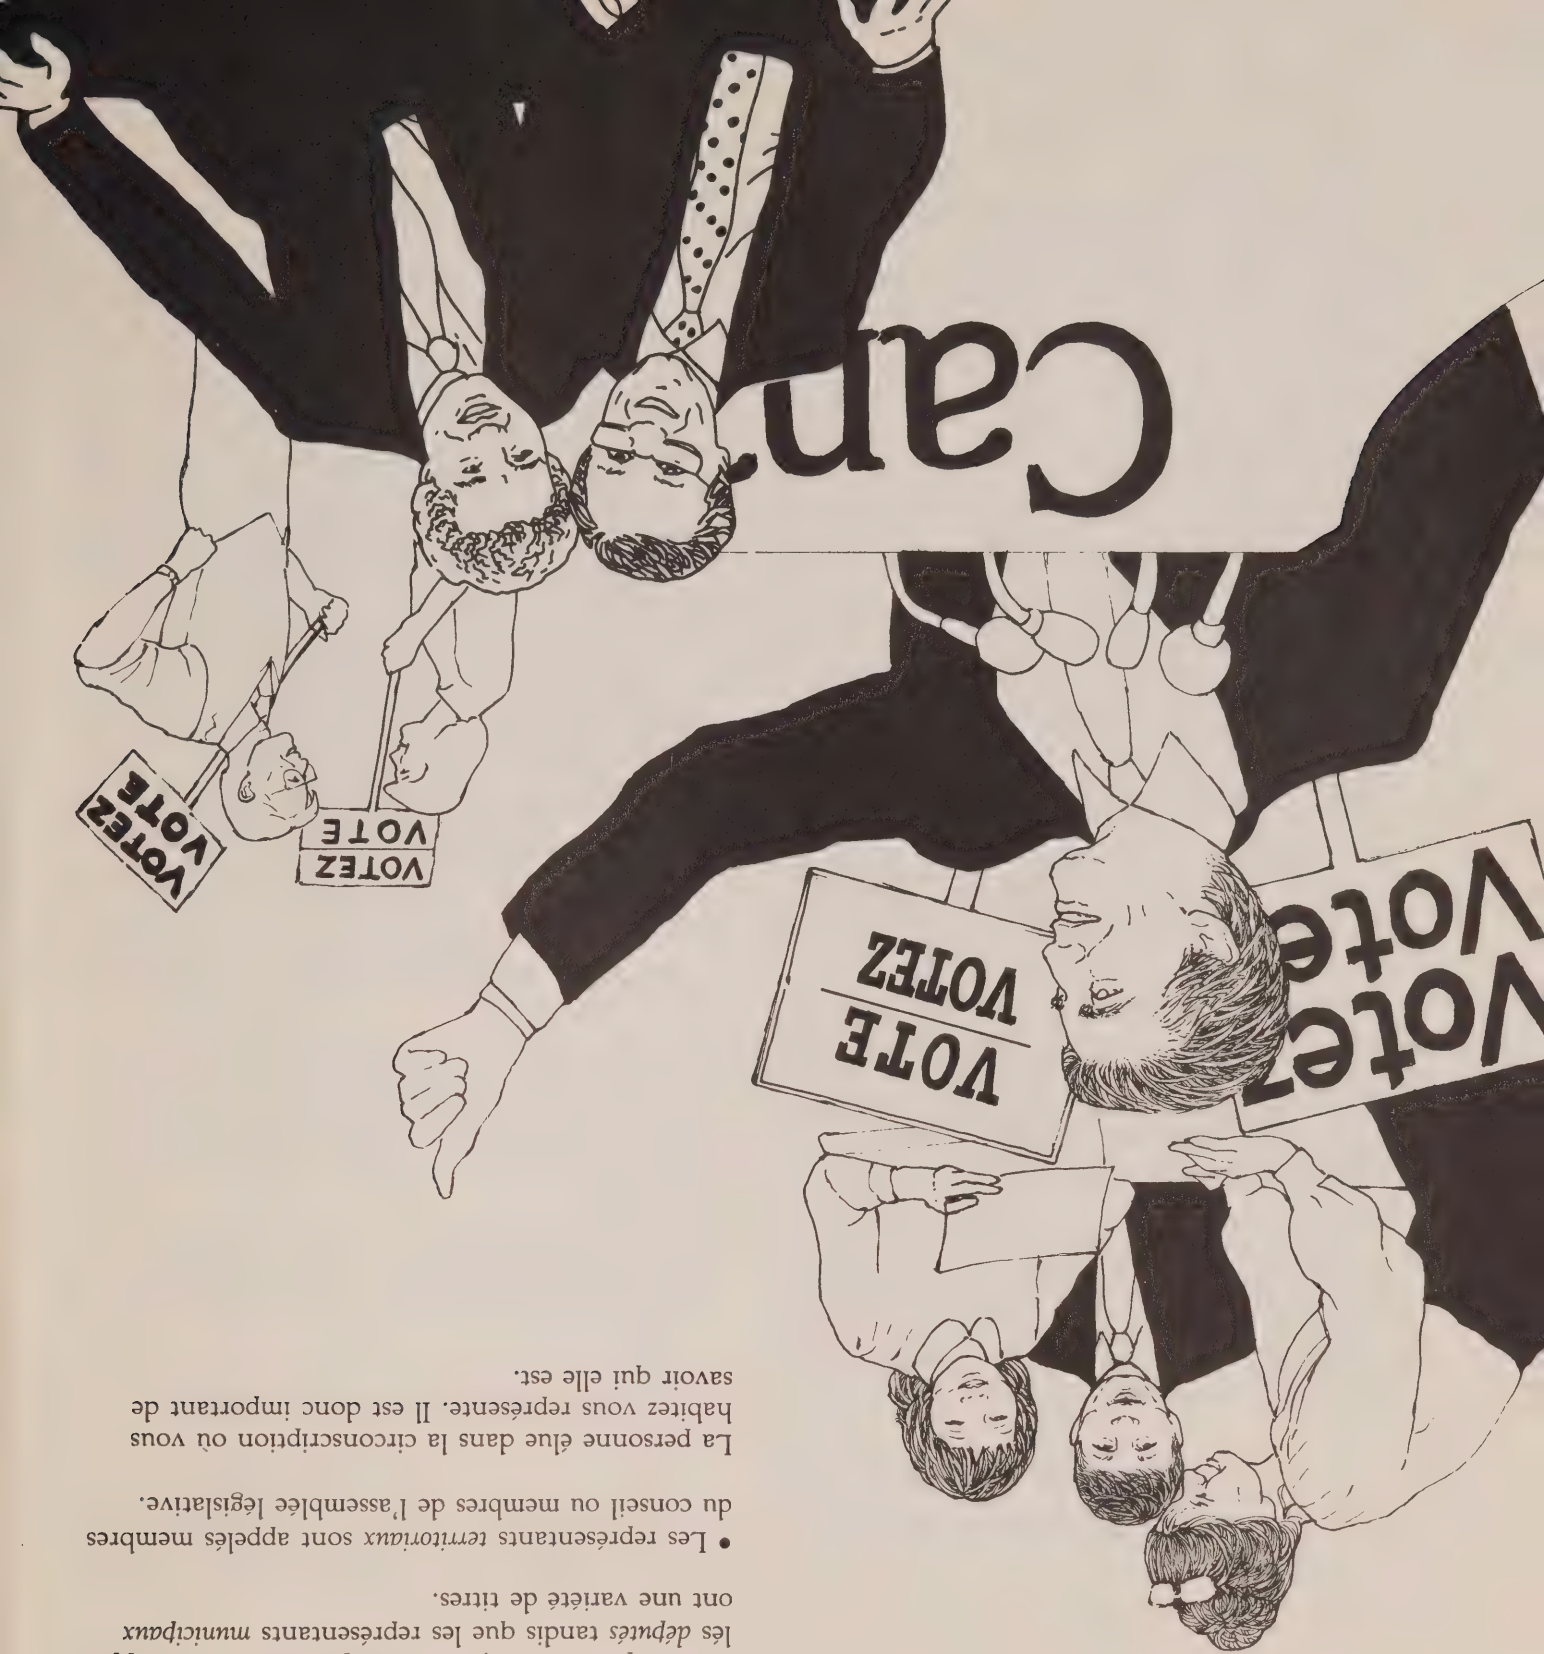 lés députés tandis que les représentants municipaux
ont une variété de titres.
• Les représentants territoriaux sont appelés membres
du conseil ou membres de l'assemblée législative.
La personne élue dans la circonscription où vous
habitez vous représente. Il est donc important de
savoir qui elle est.
Votez
Vote
VOTE
VOTEZ
VOTEZ
VOTE
VOTEZ
VOTE
Can